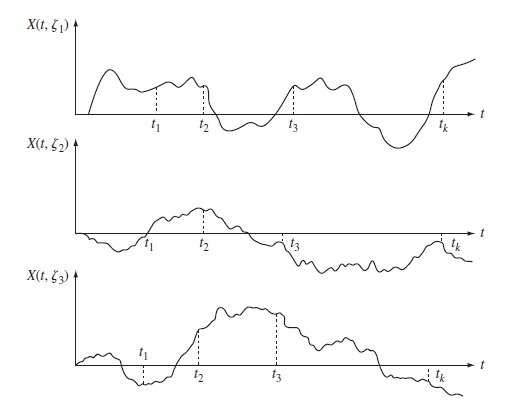 X(t, ζ₁)
t
t₁ t₂ t₃ tₖ
X(t, ζ₂)
t
t₁ t₂ t₃ tₖ
X(t, ζ₃)
t₁
t
t₂ t₃ tₖ